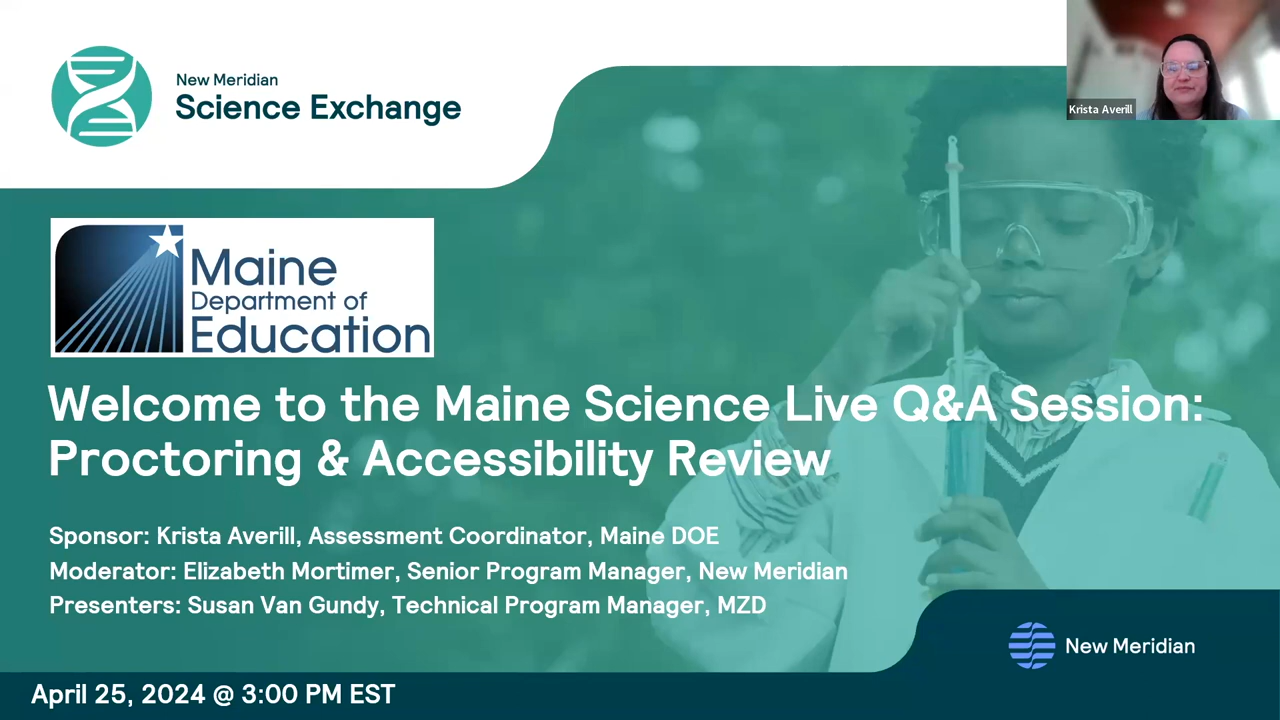 New Meridian
Science Exchange
Krista Averill
Maine
Department of
Education
Welcome to the Maine Science Live Q&A Session:
Proctoring & Accessibility Review
Sponsor: Krista Averill, Assessment Coordinator, Maine DOE
Moderator: Elizabeth Mortimer, Senior Program Manager, New Meridian
Presenters: Susan Van Gundy, Technical Program Manager, MZD
New Meridian
April 25, 2024 @ 3:00 PM EST